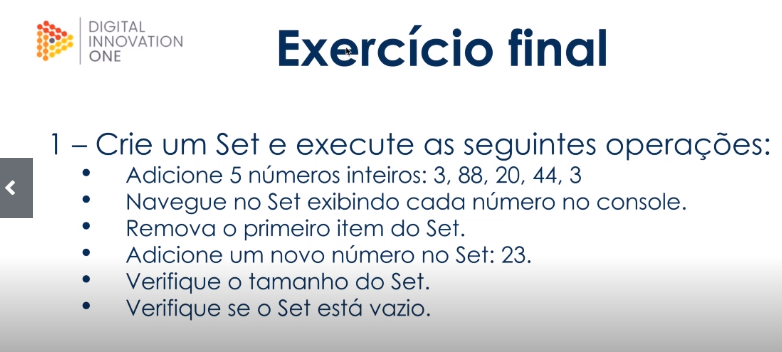 DIGITAL
INNOVATION
ONE
Exercício final
1 – Crie um Set e execute as seguintes operações:
• Adicione 5 números inteiros: 3, 88, 20, 44, 3
• Navegue no Set exibindo cada número no console.
• Remova o primeiro item do Set.
• Adicione um novo número no Set: 23.
• Verifique o tamanho do Set.
• Verifique se o Set está vazio.